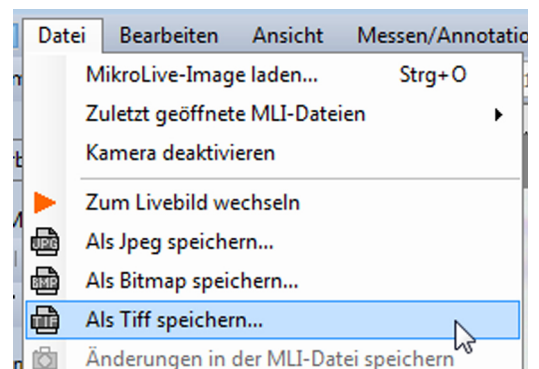 Datei Bearbeiten Ansicht Messen/Annotatio
MikroLive-Image laden... Strg+O
Zuletzt geöffnete MLI-Dateien
Kamera deaktivieren
Zum Livebild wechseln
JPG Als Jpeg speichern...
BMP Als Bitmap speichern...
TIF Als Tiff speichern...
Änderungen in der MLI-Datei speichern